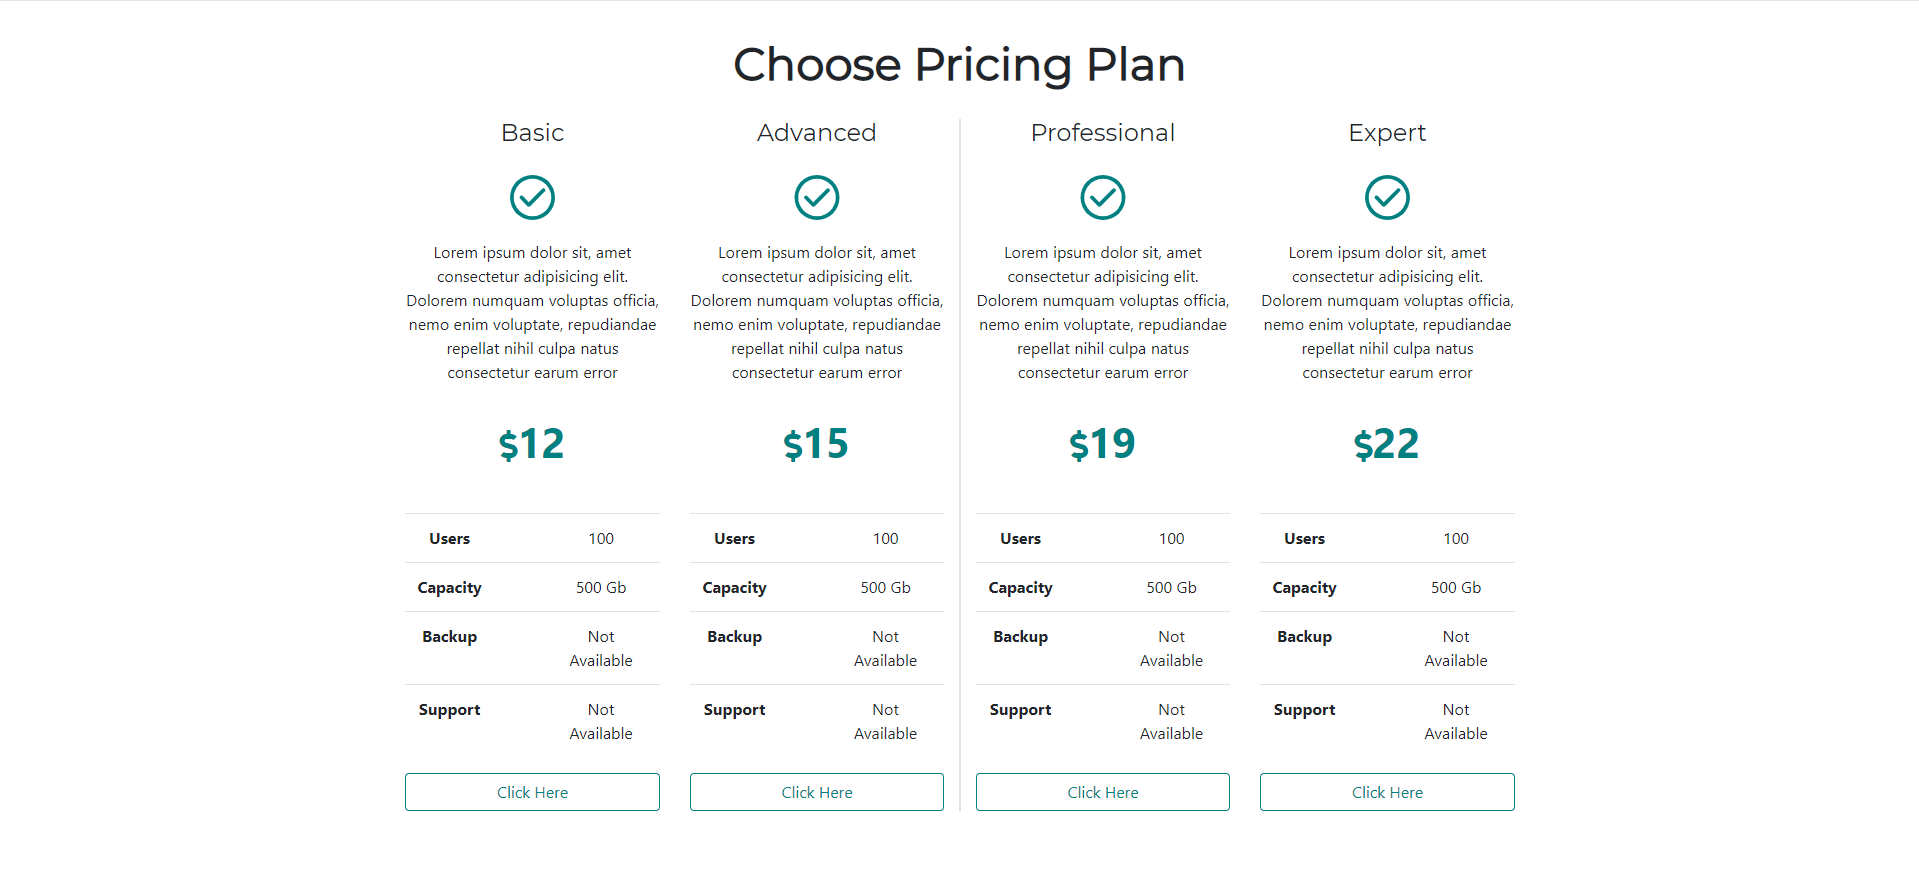 Choose Pricing Plan
Basic
Lorem ipsum dolor sit, amet
consectetur adipisicing elit.
Dolorem numquam voluptas officia,
nemo enim voluptate, repudiandae
repellat nihil culpa natus
consectetur earum error
$12
Users 100
Capacity 500 Gb
Backup Not
Available
Support Not
Available
Click Here
Advanced
Lorem ipsum dolor sit, amet
consectetur adipisicing elit.
Dolorem numquam voluptas officia,
nemo enim voluptate, repudiandae
repellat nihil culpa natus
consectetur earum error
$15
Users 100
Capacity 500 Gb
Backup Not
Available
Support Not
Available
Click Here
Professional
Lorem ipsum dolor sit, amet
consectetur adipisicing elit.
Dolorem numquam voluptas officia,
nemo enim voluptate, repudiandae
repellat nihil culpa natus
consectetur earum error
$19
Users 100
Capacity 500 Gb
Backup Not
Available
Support Not
Available
Click Here
Expert
Lorem ipsum dolor sit, amet
consectetur adipisicing elit.
Dolorem numquam voluptas officia,
nemo enim voluptate, repudiandae
repellat nihil culpa natus
consectetur earum error
$22
Users 100
Capacity 500 Gb
Backup Not
Available
Support Not
Available
Click Here